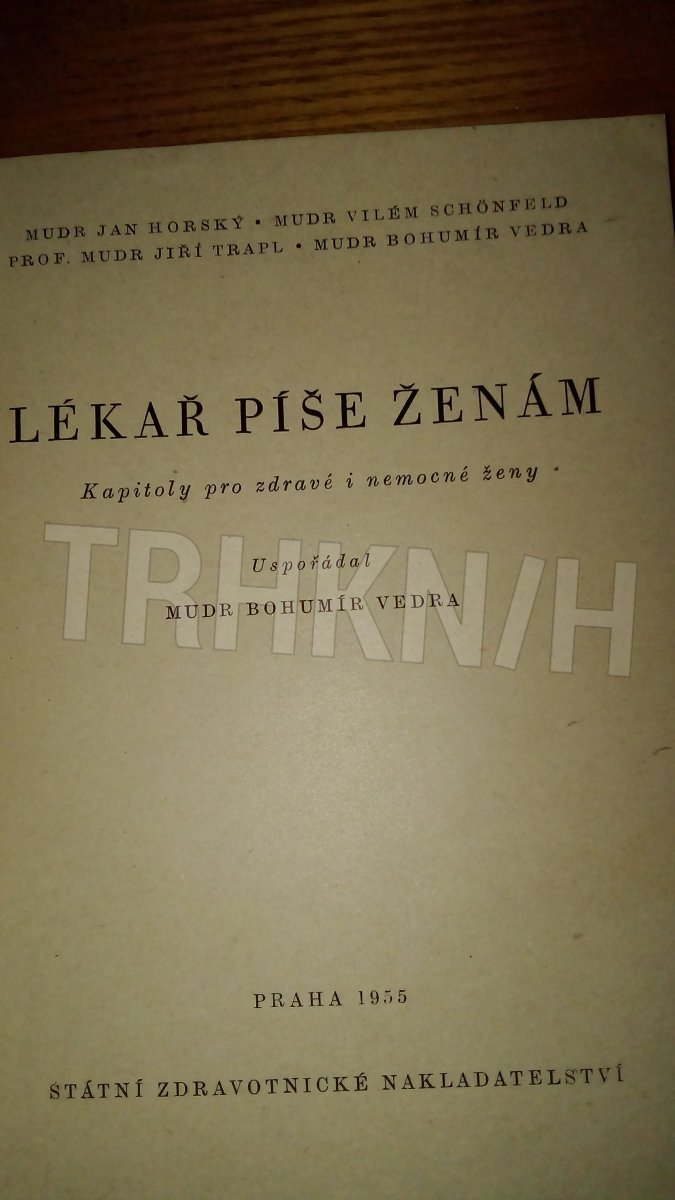 MUDR JAN HORSKÝ • MUDR VILÉM SCHÖNFELD
PROF. MUDR JIŘÍ TRAPL • MUDR BOHUMÍR VEDRA
LÉKAŘ PÍŠE ŽENÁM
Kapitoly pro zdravé i nemocné ženy
Uspořádal
TRHKN/H
MUDR BOHUMÍR VEDRA
PRAHA 1955
STÁTNÍ ZDRAVOTNICKÉ NAKLADATELSTVÍ